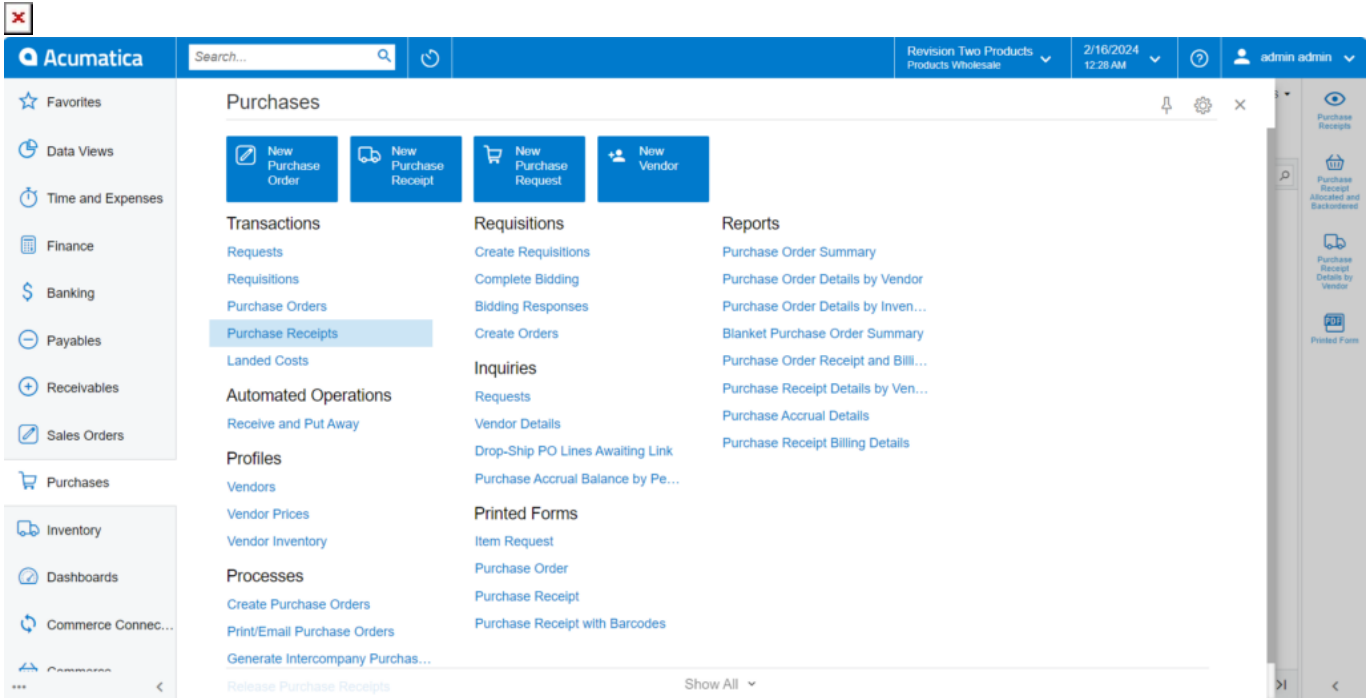 Acumatica
Search...
Revision Two Products
Products Wholesale
2/16/2024
12:28 AM
admin admin
Favorites
Data Views
Time and Expenses
Finance
Banking
Payables
Receivables
Sales Orders
Purchases
Inventory
Dashboards
Commerce Connec...
Commerce
Purchases
New
Purchase
Order
New
Purchase
Receipt
New
Purchase
Request
New
Vendor
Transactions
Requests
Requisitions
Purchase Orders
Purchase Receipts
Landed Costs
Automated Operations
Receive and Put Away
Profiles
Vendors
Vendor Prices
Vendor Inventory
Processes
Create Purchase Orders
Print/Email Purchase Orders
Generate Intercompany Purchas...
Release Purchase Receipts
Requisitions
Create Requisitions
Complete Bidding
Bidding Responses
Create Orders
Inquiries
Requests
Vendor Details
Drop-Ship PO Lines Awaiting Link
Purchase Accrual Balance by Pe...
Printed Forms
Item Request
Purchase Order
Purchase Receipt
Purchase Receipt with Barcodes
Reports
Purchase Order Summary
Purchase Order Details by Vendor
Purchase Order Details by Inven...
Blanket Purchase Order Summary
Purchase Order Receipt and Billi...
Purchase Receipt Details by Ven...
Purchase Accrual Details
Purchase Receipt Billing Details
Show All
Purchase
Receipts
Purchase
Receipt
Allocated and
Backordered
Purchase
Receipt
Details by
Vendor
PDF
Printed Form